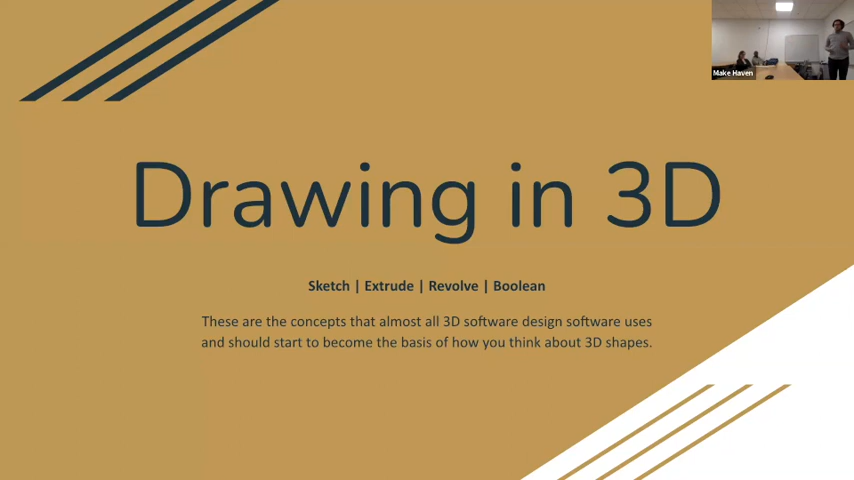 Make Haven
Drawing in 3D
Sketch | Extrude | Revolve | Boolean
These are the concepts that almost all 3D software design software uses
and should start to become the basis of how you think about 3D shapes.